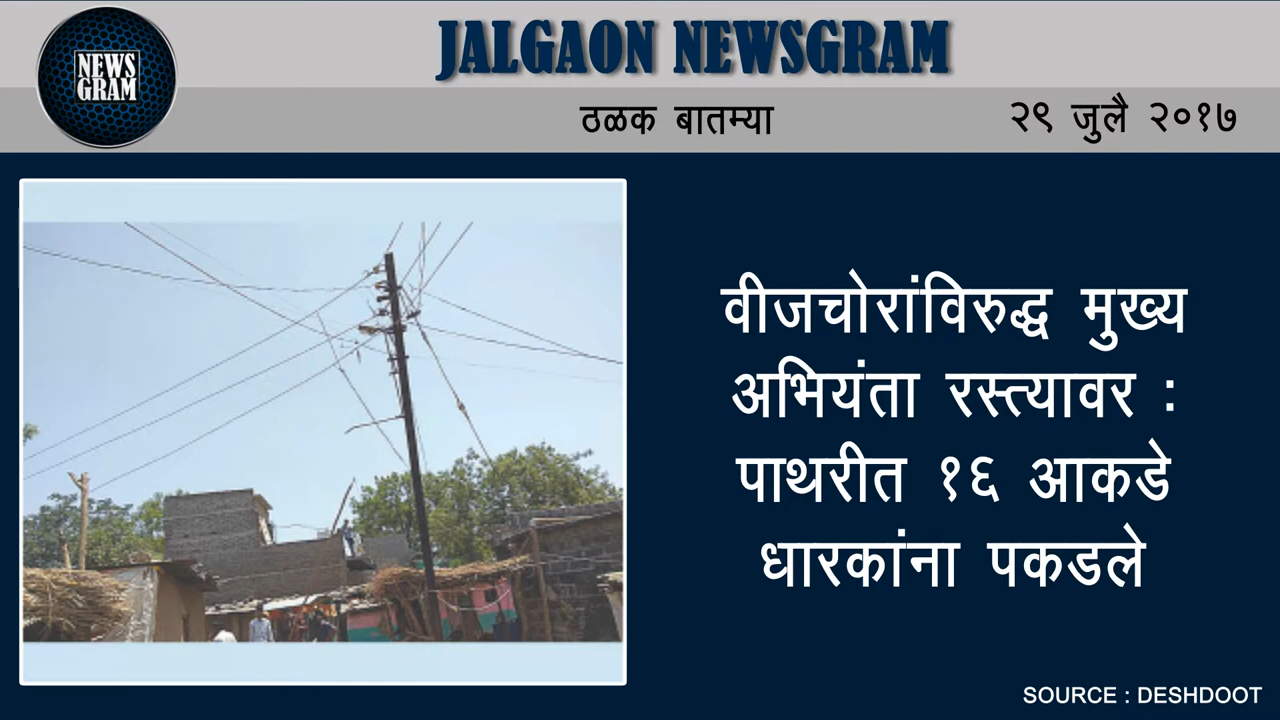 NEWS
GRAM
JALGAON NEWSGRAM
ठळक बातम्या
२९ जुलै २०१७
वीजचोरांविरुद्ध मुख्य
अभियंता रस्त्यावर :
पाथरीत १६ आकडे
धारकांना पकडले
SOURCE : DESHDOOT